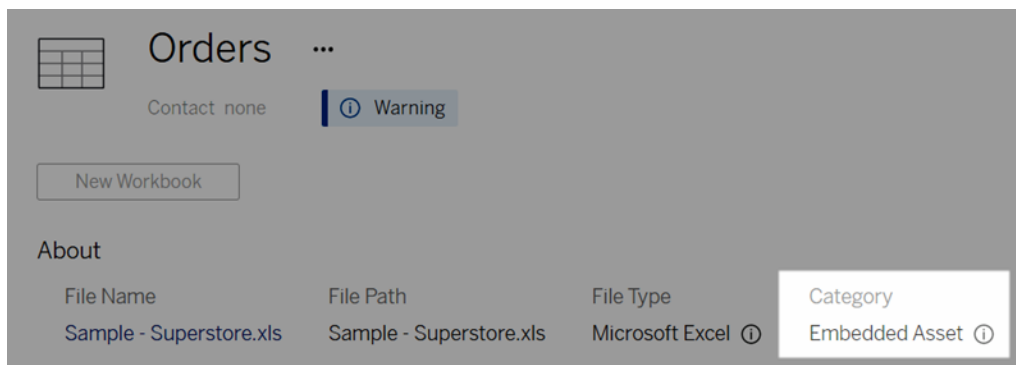 Orders ...
Contact none
Warning
New Workbook
About
File Name File Path File Type Category
Sample - Superstore.xls Sample - Superstore.xls Microsoft Excel Embedded Asset